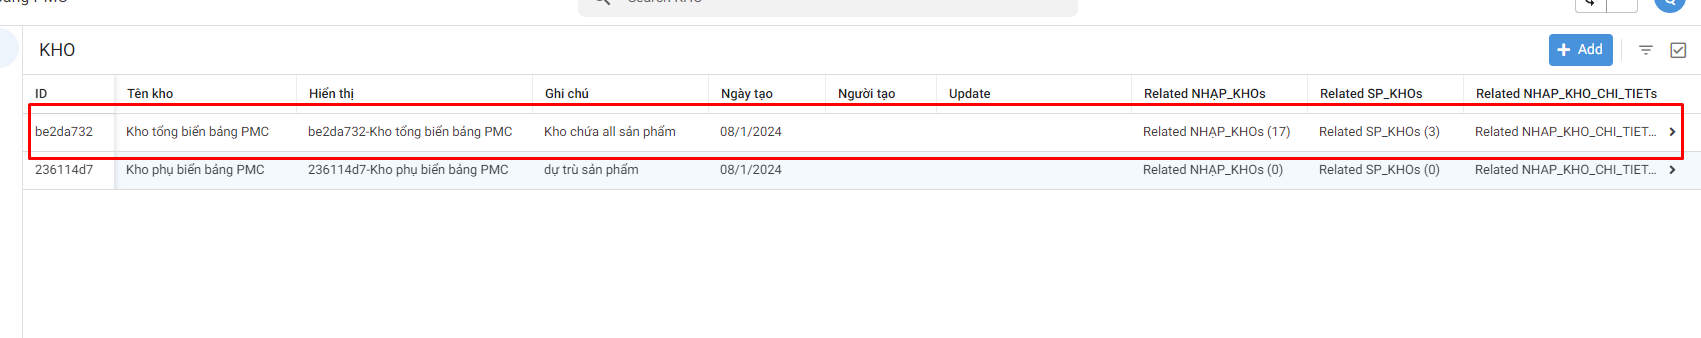 KHO
Add
ID Tên kho Hiển thị Ghi chú Ngày tạo Người tạo Update Related NHẬP_KHOs Related SP_KHOs Related NHAP_KHO_CHI_TIETs
be2da732 Kho tổng biển bảng PMC be2da732-Kho tổng biển bảng PMC Kho chứa all sản phẩm 08/1/2024 Related NHẬP_KHOs (17) Related SP_KHOs (3) Related NHAP_KHO_CHI_TIET...
236114d7 Kho phụ biển bảng PMC 236114d7-Kho phụ biển bảng PMC dự trù sản phẩm 08/1/2024 Related NHẬP_KHOs (0) Related SP_KHOs (0) Related NHAP_KHO_CHI_TIET...